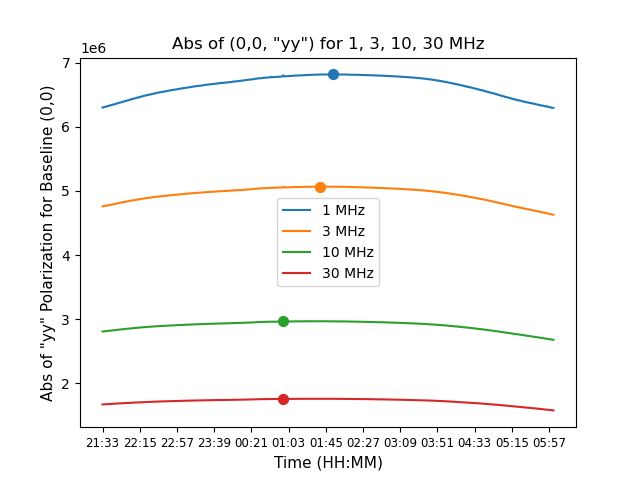 Abs of (0,0, "yy") for 1, 3, 10, 30 MHz
1e6
7
6
5
4
3
2
Abs of "yy" Polarization for Baseline (0,0)
1 MHz
3 MHz
10 MHz
30 MHz
21:33 22:15 22:57 23:39 00:21 01:03 01:45 02:27 03:09 03:51 04:33 05:15 05:57
Time (HH:MM)